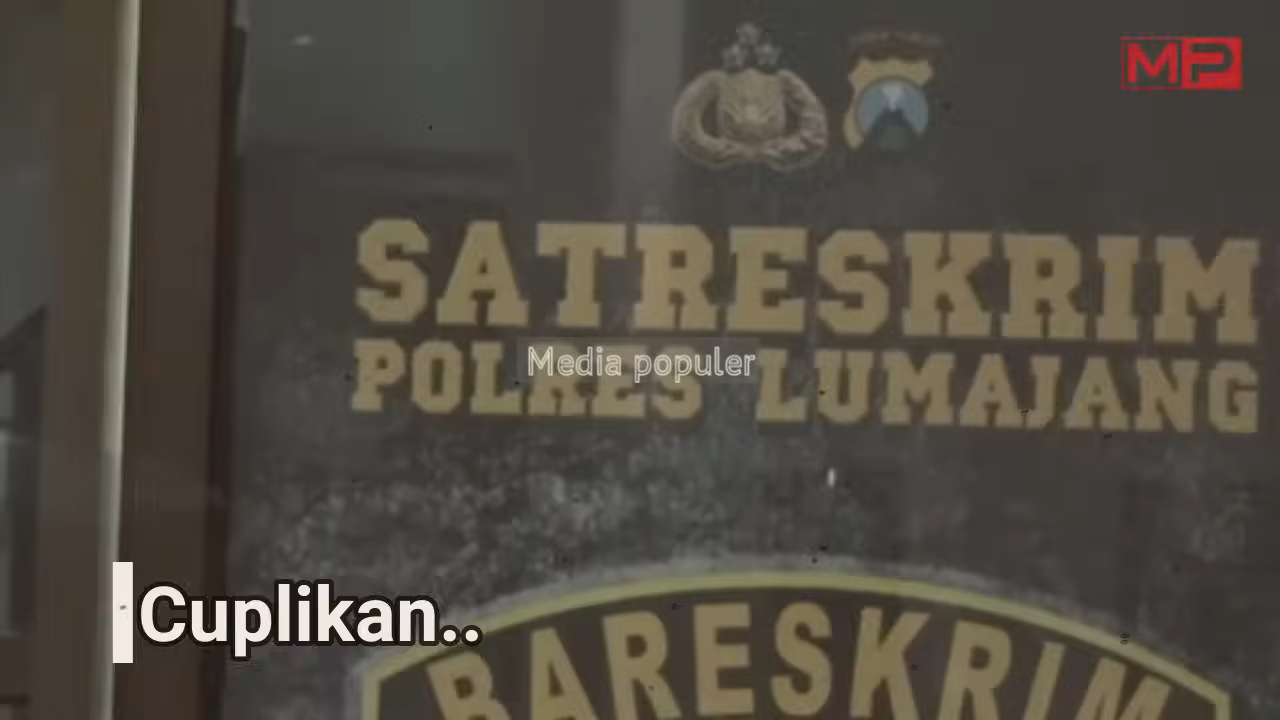 MP
SATRESKRIM
POLRES LUMAJANG
Media populer
Cuplikan..
BARESKRIM